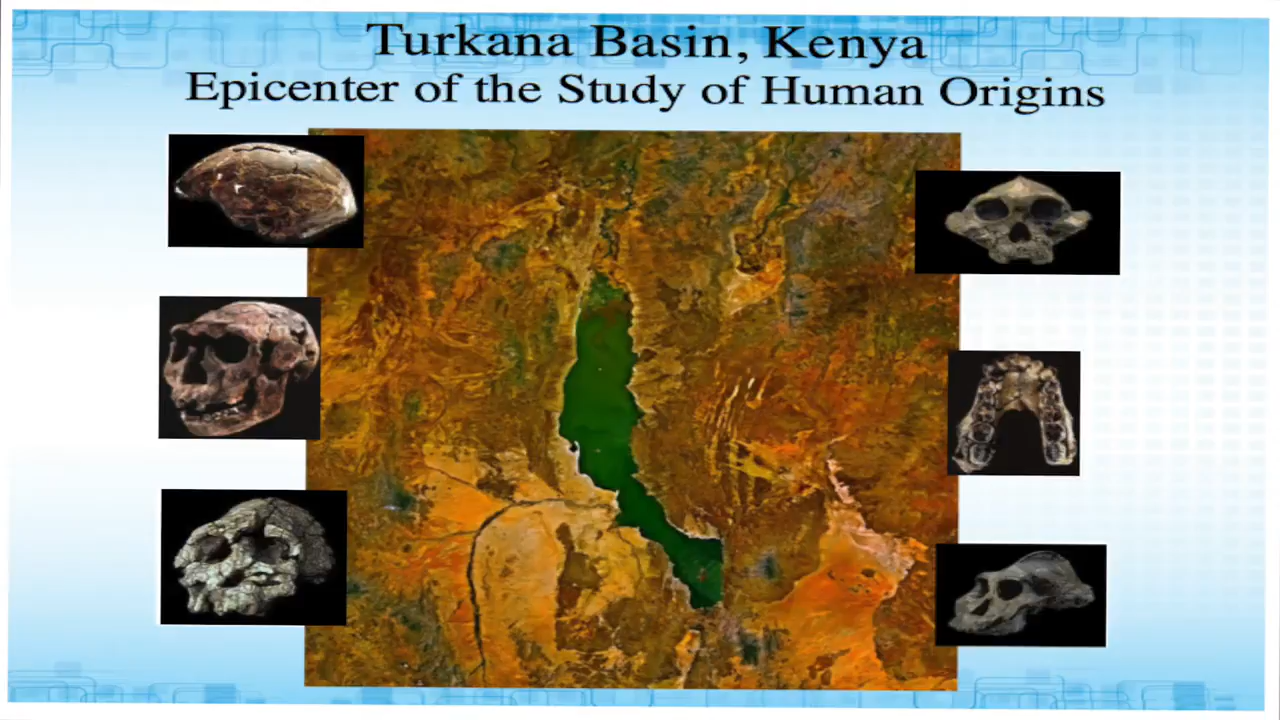 Turkana Basin, Kenya
Epicenter of the Study of Human Origins